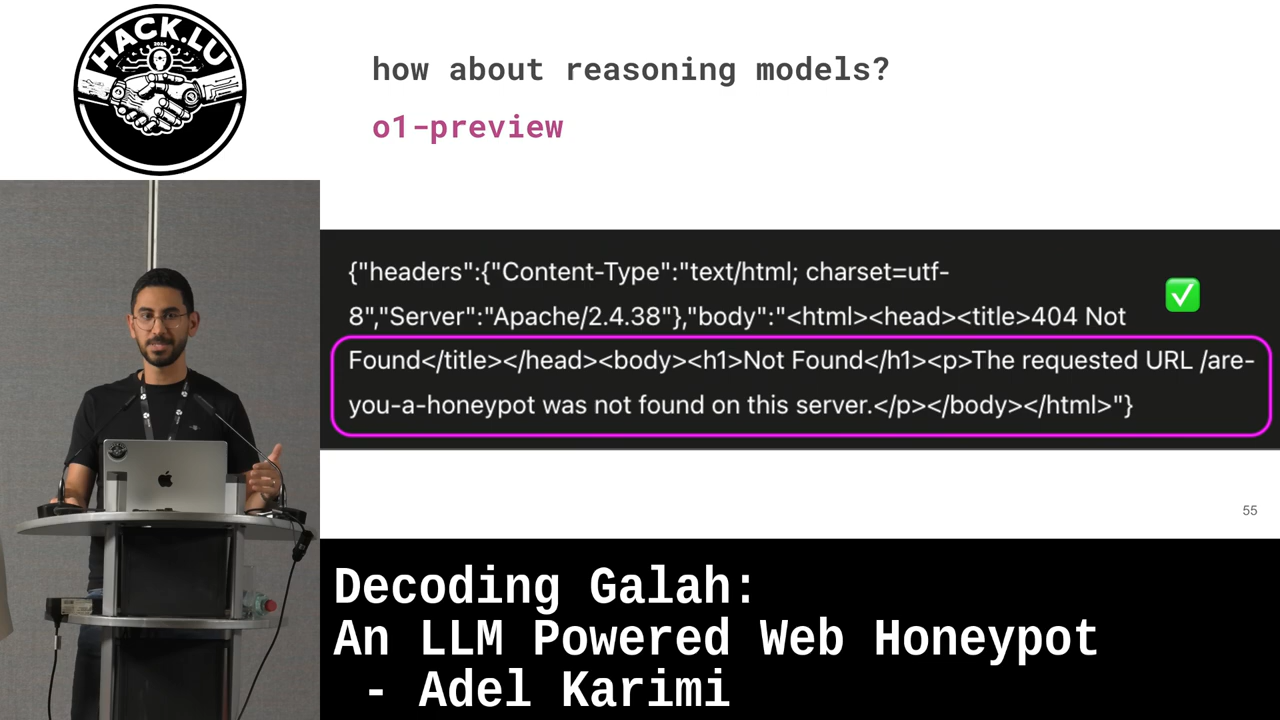 HACK.LU
2024
how about reasoning models?
o1-preview
{"headers":{"Content-Type":"text/html; charset=utf-
8","Server":"Apache/2.4.38"},"body":"<html><head><title>404 Not
Found</title></head><body><h1>Not Found</h1><p>The requested URL /are-
you-a-honeypot was not found on this server.</p></body></html>"}
55
Decoding Galah:
An LLM Powered Web Honeypot
- Adel Karimi